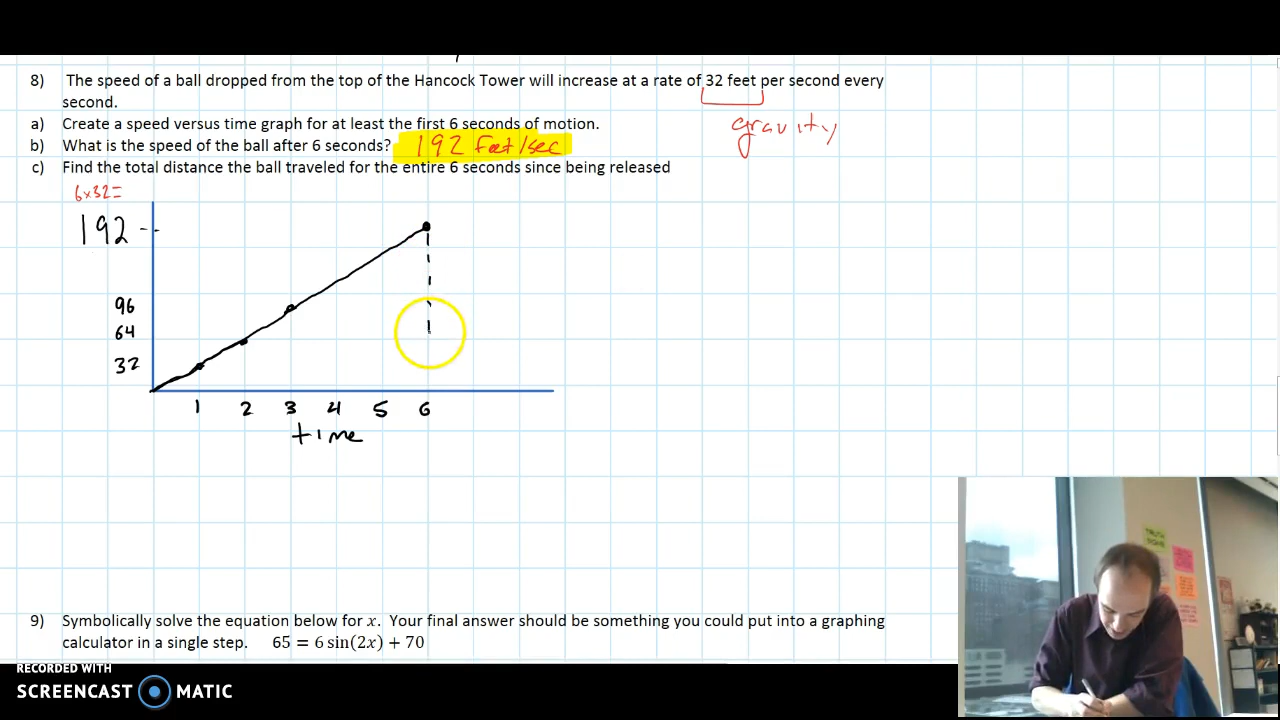 8) The speed of a ball dropped from the top of the Hancock Tower will increase at a rate of 32 feet per second every
second.
gravity
a) Create a speed versus time graph for at least the first 6 seconds of motion.
b) What is the speed of the ball after 6 seconds? 192 feet/sec
c) Find the total distance the ball traveled for the entire 6 seconds since being released
6x32=
192
96
64
32
1 2 3 4 5 6
time
TRUTH
SIGNS
9) Symbolically solve the equation below for x. Your final answer should be something you could put into a graphing
calculator in a single step. 65 = 6 sin(2x) + 70
RECORDED WITH
SCREENCAST MATIC